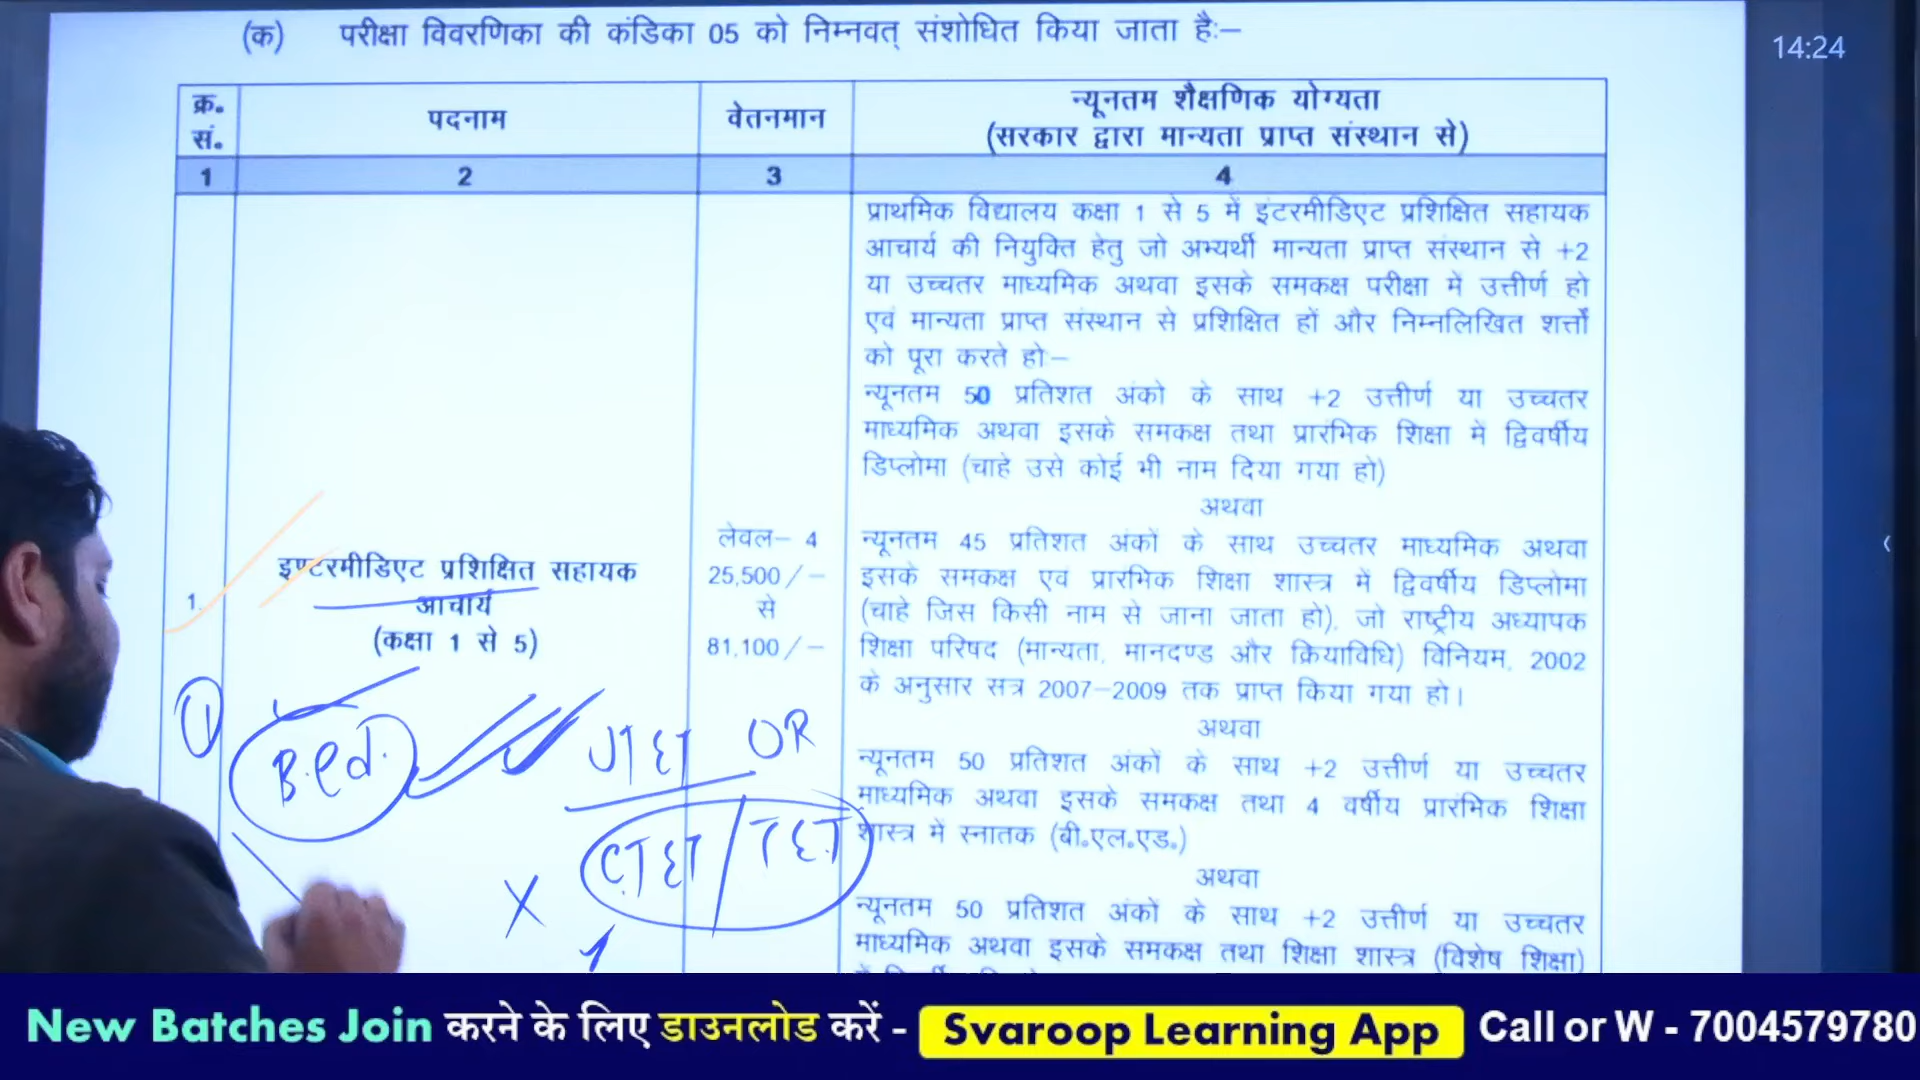 (क) परीक्षा विवरणिका की कंडिका 05 को निम्नवत् संशोधित किया जाता है:–
14:24
क्र. सं.
पदनाम
वेतनमान
न्यूनतम शैक्षणिक योग्यता
(सरकार द्वारा मान्यता प्राप्त संस्थान से)
1 2 3 4
1.
इण्टरमीडिएट प्रशिक्षित सहायक
आचार्य
(कक्षा 1 से 5)
लेवल– 4
25,500/–
से
81,100/–
प्राथमिक विद्यालय कक्षा 1 से 5 में इंटरमीडिएट प्रशिक्षित सहायक
आचार्य की नियुक्ति हेतु जो अभ्यर्थी मान्यता प्राप्त संस्थान से +2
या उच्चतर माध्यमिक अथवा इसके समकक्ष परीक्षा मे उत्तीर्ण हो
एवं मान्यता प्राप्त संस्थान से प्रशिक्षित हों और निम्नलिखित शर्त्तों
को पूरा करते हो–
न्यूनतम 50 प्रतिशत अंको के साथ +2 उत्तीर्ण या उच्चतर
माध्यमिक अथवा इसके समकक्ष तथा प्रारंभिक शिक्षा में द्विवर्षीय
डिप्लोमा (चाहे उसे कोई भी नाम दिया गया हो)
अथवा
न्यूनतम 45 प्रतिशत अंकों के साथ उच्चतर माध्यमिक अथवा
इसके समकक्ष एवं प्रारंभिक शिक्षा शास्त्र में द्विवर्षीय डिप्लोमा
(चाहे जिस किसी नाम से जाना जाता हो), जो राष्ट्रीय अध्यापक
शिक्षा परिषद (मान्यता, मानदण्ड और क्रियाविधि) विनियम, 2002
के अनुसार सत्र 2007–2009 तक प्राप्त किया गया हो।
अथवा
न्यूनतम 50 प्रतिशत अंकों के साथ +2 उत्तीर्ण या उच्चतर
माध्यमिक अथवा इसके समकक्ष तथा 4 वर्षीय प्रारंभिक शिक्षा
शास्त्र में स्नातक (बी.एल.एड.)
अथवा
न्यूनतम 50 प्रतिशत अंकों के साथ +2 उत्तीर्ण या उच्चतर
माध्यमिक अथवा इसके समकक्ष तथा शिक्षा शास्त्र (विशेष शिक्षा)
1
B.ed. JTET OR
CTET / TET
X
New Batches Join करने के लिए डाउनलोड करें - Svaroop Learning App Call or W - 7004579780